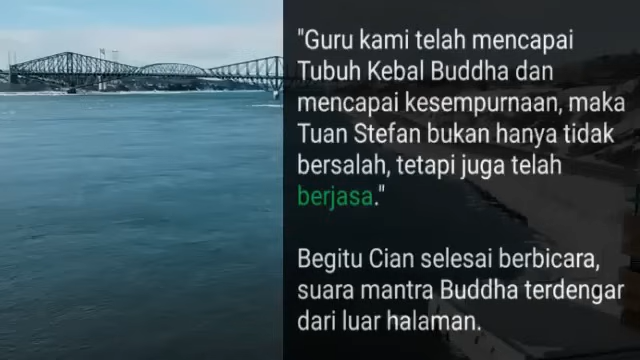 "Guru kami telah mencapai
Tubuh Kebal Buddha dan
mencapai kesempurnaan, maka
Tuan Stefan bukan hanya tidak
bersalah, tetapi juga telah
berjasa."
Begitu Cian selesai berbicara,
suara mantra Buddha terdengar
dari luar halaman.